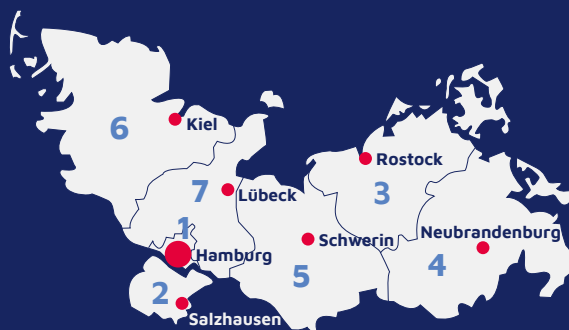 6
Kiel
Rostock
7
Lübeck
3
1
Neubrandenburg
Schwerin
Hamburg
4
5
2
Salzhausen